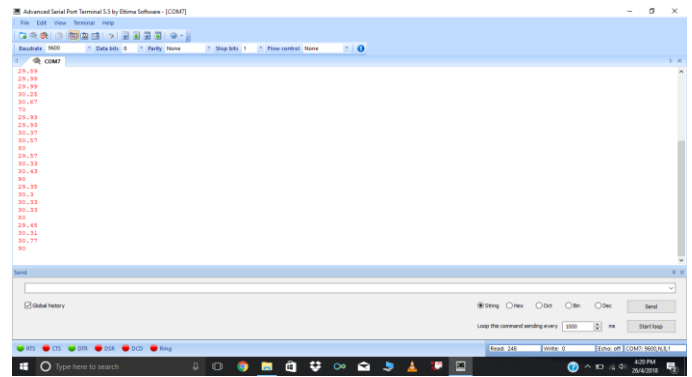 Advanced Serial Port Terminal 5.5 by Eltima Software - [COM7]
File Edit View Terminal Help
Baudrate 9600 Data bits 8 Parity None Stop bits 1 Flow control None
COM7
29.89
29.99
29.99
30.25
30.67
70
29.93
29.93
30.37
30.57
80
29.57
30.33
30.43
90
29.35
30.3
30.33
30.33
80
29.45
30.31
30.77
90
Send
Global history
String Hex Oct Bin Dec Send
Loop this command sending every 1000 ms Start loop
RTS CTS DTR DSR DCD Ring Read: 248 Write: 0 Echo: off COM7: 9600,N,8,1
Type here to search
4:20 PM
26/4/2018